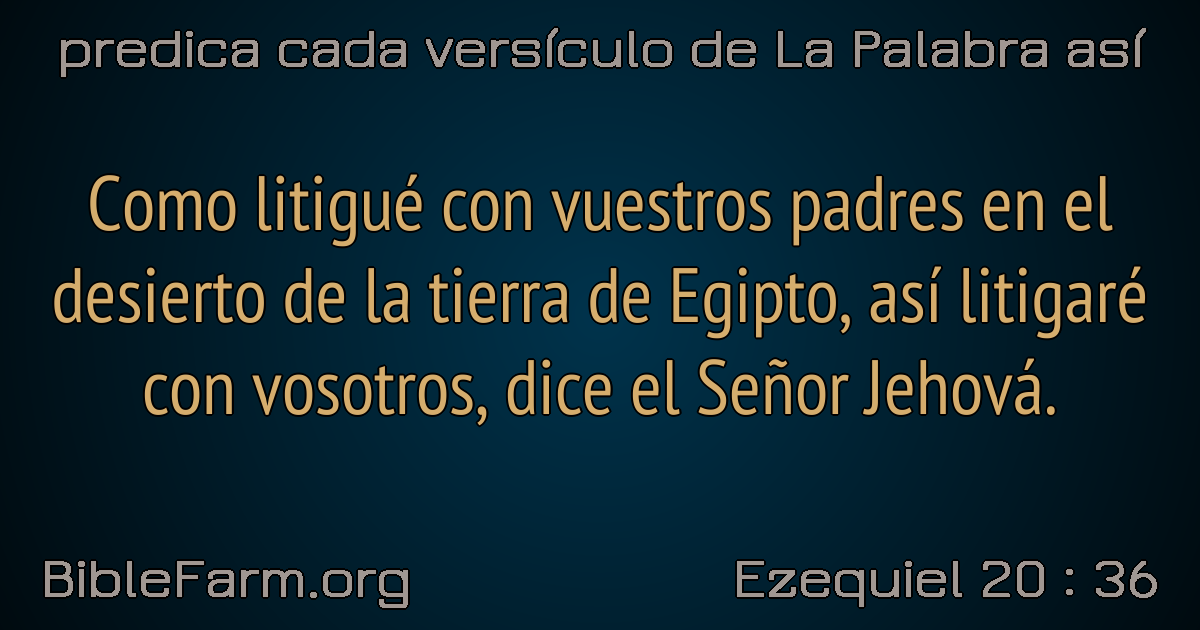 predica cada versículo de La Palabra así
Como litigué con vuestros padres en el
desierto de la tierra de Egipto, así litigaré
con vosotros, dice el Señor Jehová.
BibleFarm.org
Ezequiel 20 : 36